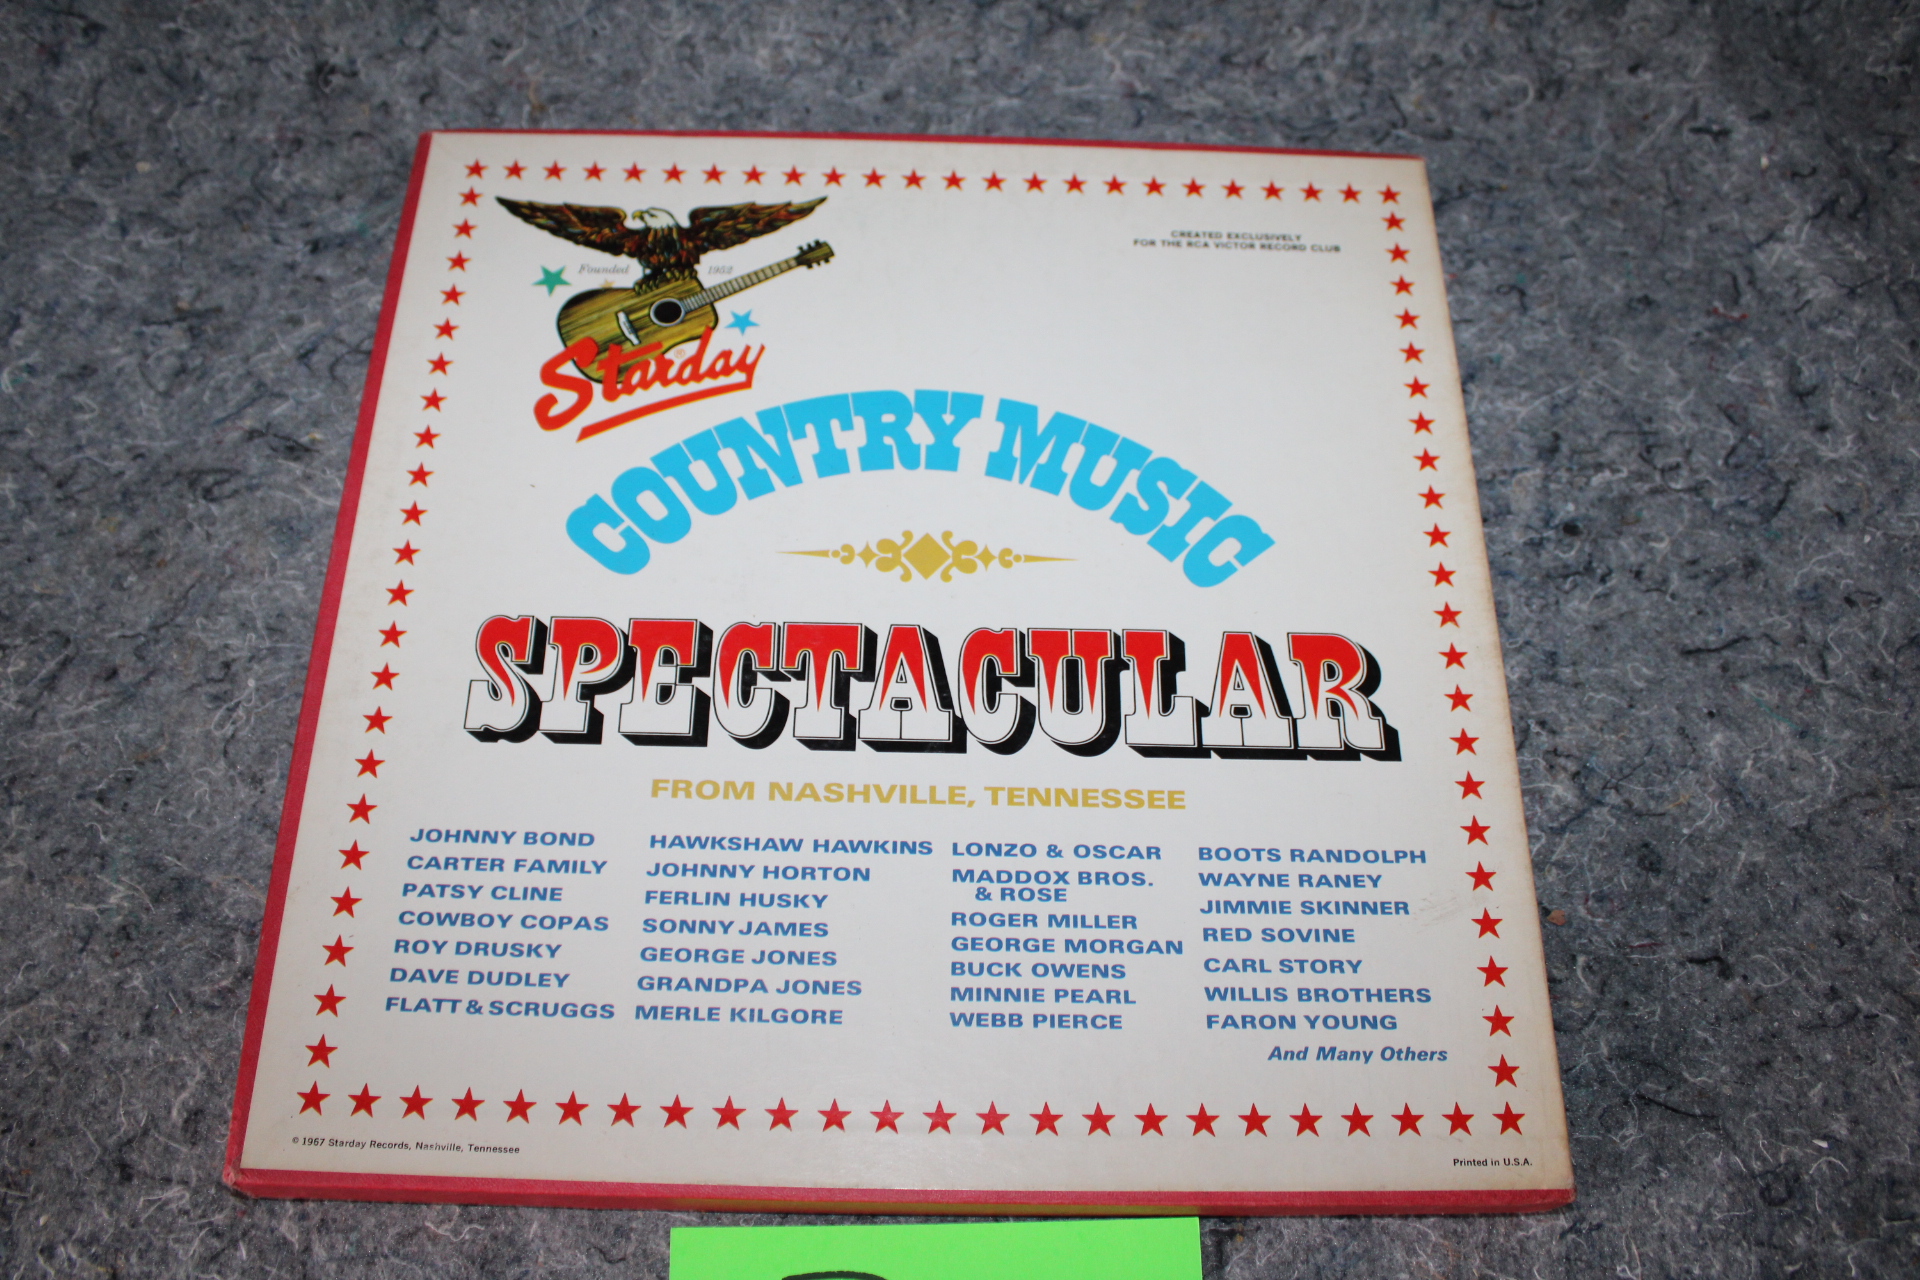 CREATED EXCLUSIVELY
FOR THE RCA VICTOR RECORD CLUB
Founded 1952
Starday
®
COUNTRY MUSIC
SPECTACULAR
FROM NASHVILLE, TENNESSEE
JOHNNY BOND
CARTER FAMILY
PATSY CLINE
COWBOY COPAS
ROY DRUSKY
DAVE DUDLEY
FLATT & SCRUGGS
HAWKSHAW HAWKINS
JOHNNY HORTON
FERLIN HUSKY
SONNY JAMES
GEORGE JONES
GRANDPA JONES
MERLE KILGORE
LONZO & OSCAR
MADDOX BROS.
& ROSE
ROGER MILLER
GEORGE MORGAN
BUCK OWENS
MINNIE PEARL
WEBB PIERCE
BOOTS RANDOLPH
WAYNE RANEY
JIMMIE SKINNER
RED SOVINE
CARL STORY
WILLIS BROTHERS
FARON YOUNG
And Many Others
© 1967 Starday Records, Nashville, Tennessee
Printed in U.S.A.